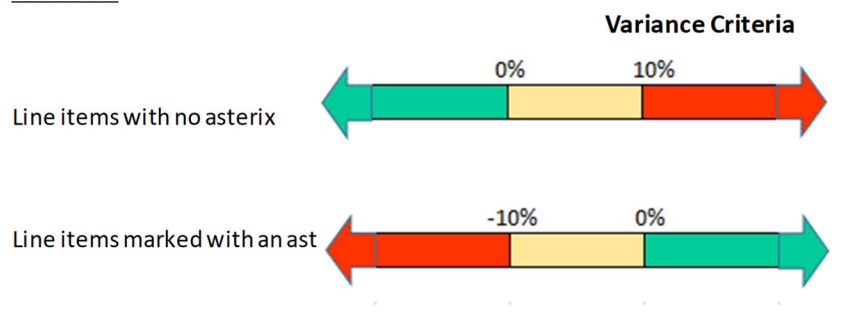 Variance Criteria
0% 10%
Line items with no asterix
-10% 0%
Line items marked with an ast